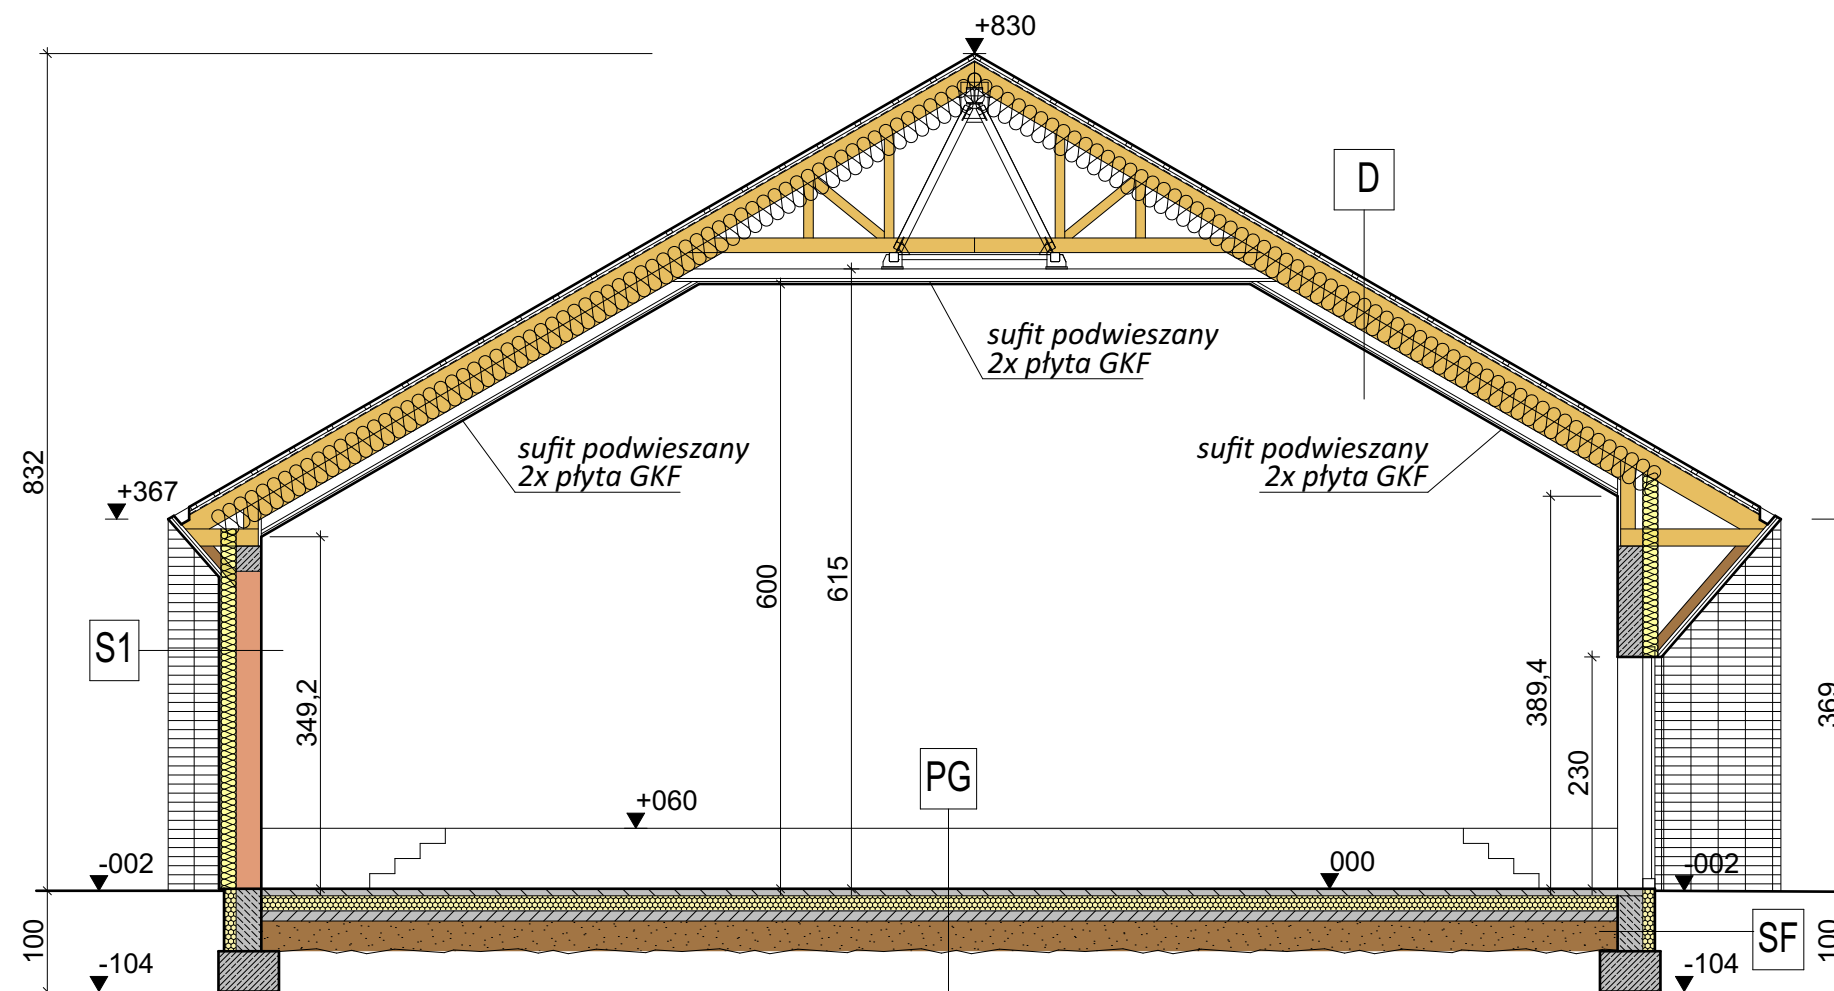 +830
D
sufit podwieszany
2x płyta GKF
sufit podwieszany
2x płyta GKF
sufit podwieszany
2x płyta GKF
832
+367
600
615
S1
349,2
389,4
369
230
PG
+060
-002
000
-002
100
-104
SF
-104
100